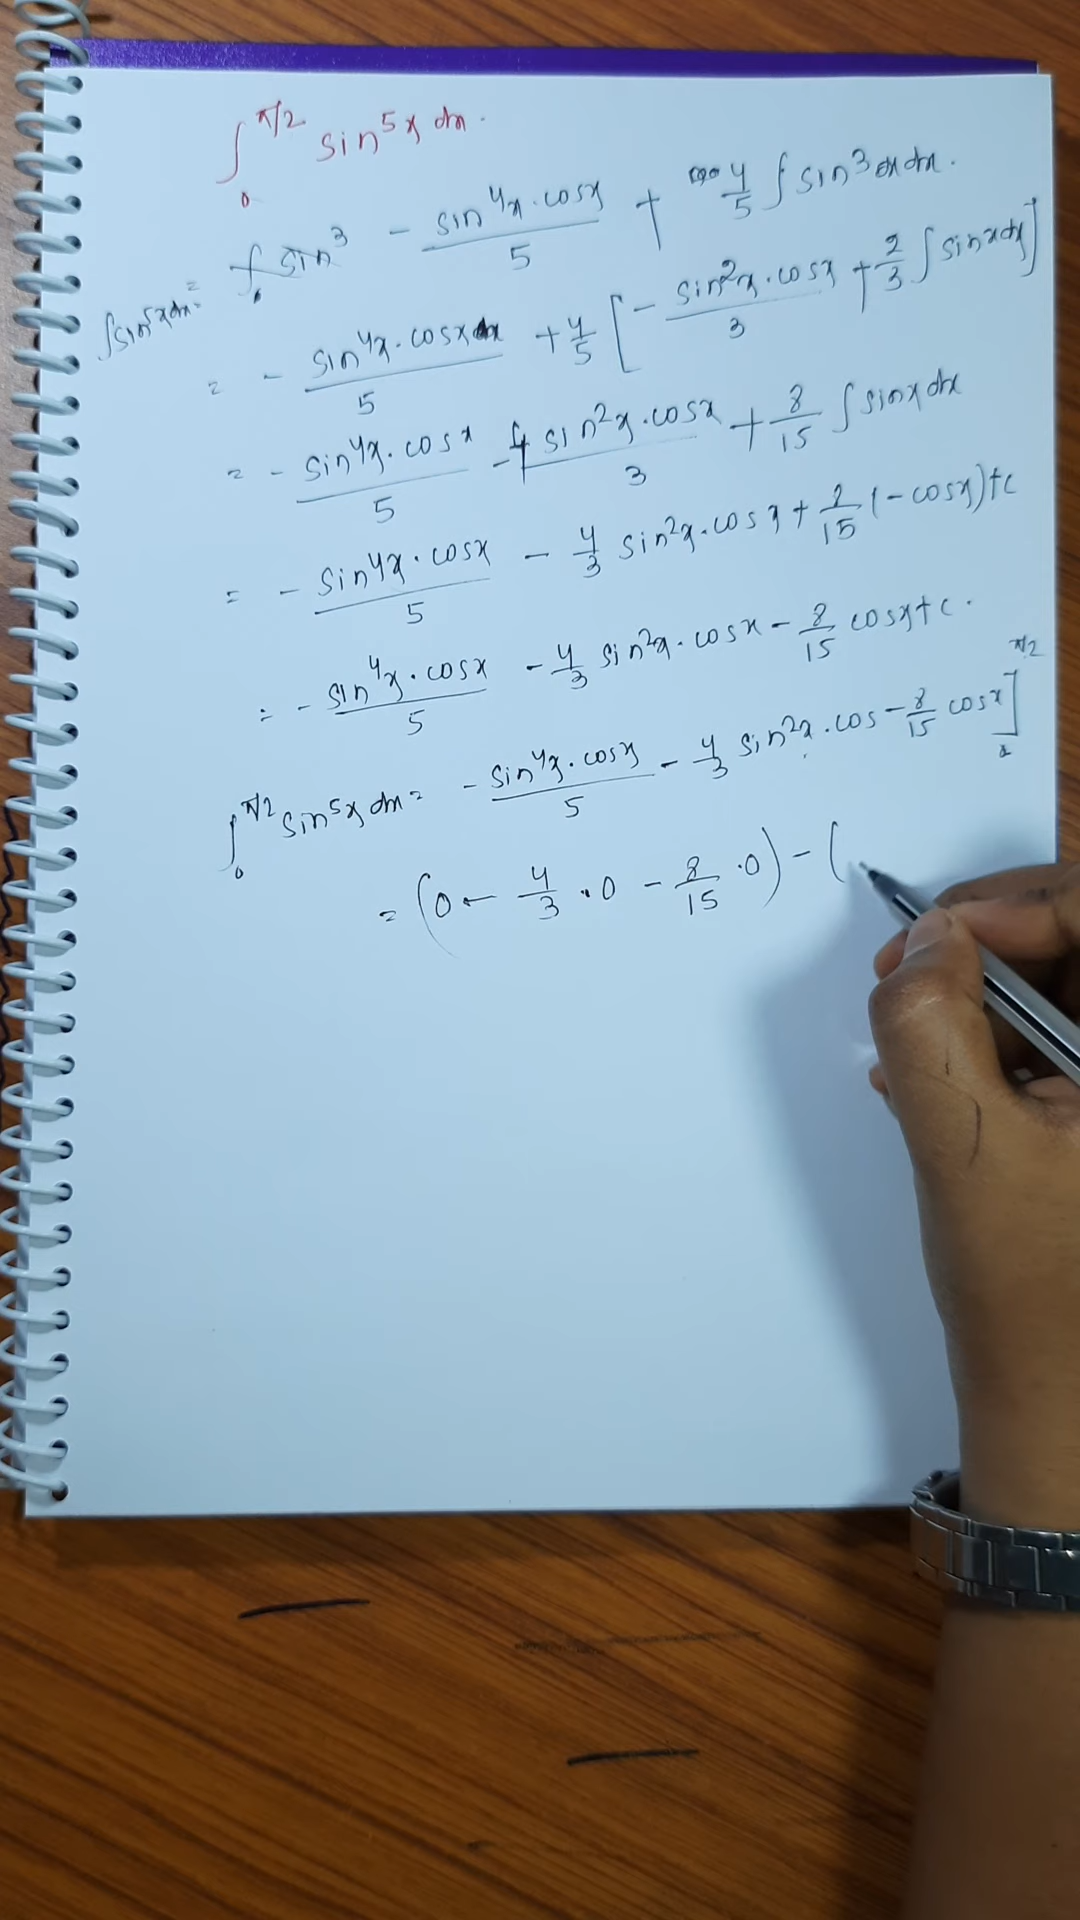 ∫₀^π/2 sin⁵x dx.
∫sin⁵x dx = - sin⁴x·cosx/5 + 4/5 ∫ sin³x dx.
= - sin⁴x·cosx/5 + 4/5 [ - sin²x·cosx/3 + 2/3 ∫ sinx dx ]
= - sin⁴x·cosx/5 - 4 sin²x·cosx/3 + 8/15 ∫ sinx dx
= - sin⁴x·cosx/5 - 4/3 sin²x·cosx + 8/15 (-cosx) + c
= - sin⁴x·cosx/5 - 4/3 sin²x·cosx - 8/15 cosx + c.
∫₀^π/2 sin⁵x dx = - sin⁴x·cosx/5 - 4/3 sin²x·cos - 8/15 cosx ]^π/2
= (0 - 4/3 ·0 - 8/15 ·0) - (